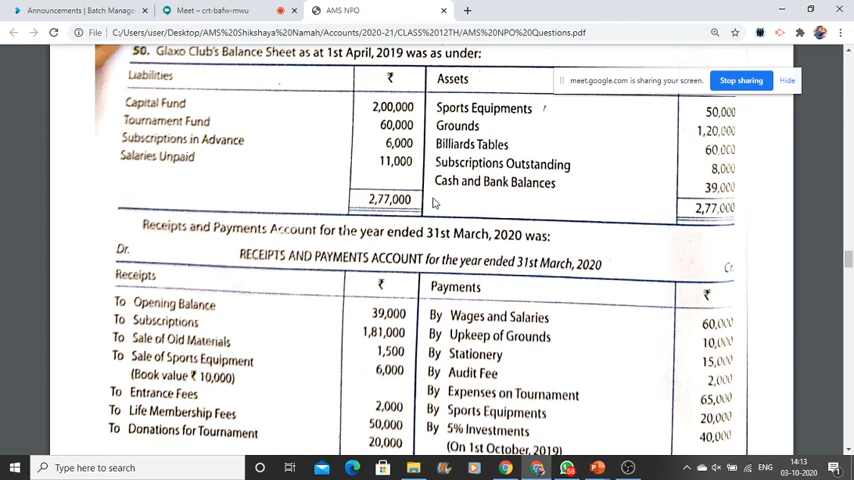 Announcements | Batch Manage
Meet – crt-bafw-mwu
AMS NPO
File | C:/Users/user/Desktop/AMS%20Shikshaya%20Namah/Accounts/2020-21/CLASS%2012TH/AMS%20NPO%20Questions.pdf
50. Glaxo Club's Balance Sheet as at 1st April, 2019 was as under:
meet.google.com is sharing your screen. Stop sharing Hide
Liabilities ₹ Assets
Capital Fund 2,00,000 Sports Equipments 50,000
Tournament Fund 60,000 Grounds 1,20,000
Subscriptions in Advance 6,000 Billiards Tables 60,000
Salaries Unpaid 11,000 Subscriptions Outstanding 8,000
Cash and Bank Balances 39,000
2,77,000 2,77,000
Receipts and Payments Account for the year ended 31st March, 2020 was:
Dr. RECEIPTS AND PAYMENTS ACCOUNT for the year ended 31st March, 2020 Cr.
Receipts ₹ Payments ₹
To Opening Balance 39,000 By Wages and Salaries 60,000
To Subscriptions 1,81,000 By Upkeep of Grounds 10,000
To Sale of Old Materials 1,500 By Stationery 15,000
To Sale of Sports Equipment 6,000 By Audit Fee 2,000
(Book value ₹ 10,000) By Expenses on Tournament 65,000
To Entrance Fees 2,000 By Sports Equipments 20,000
To Life Membership Fees 50,000 By 5% Investments 40,000
To Donations for Tournament 20,000 (On 1st October, 2019)
Type here to search
ENG
14:13
03-10-2020